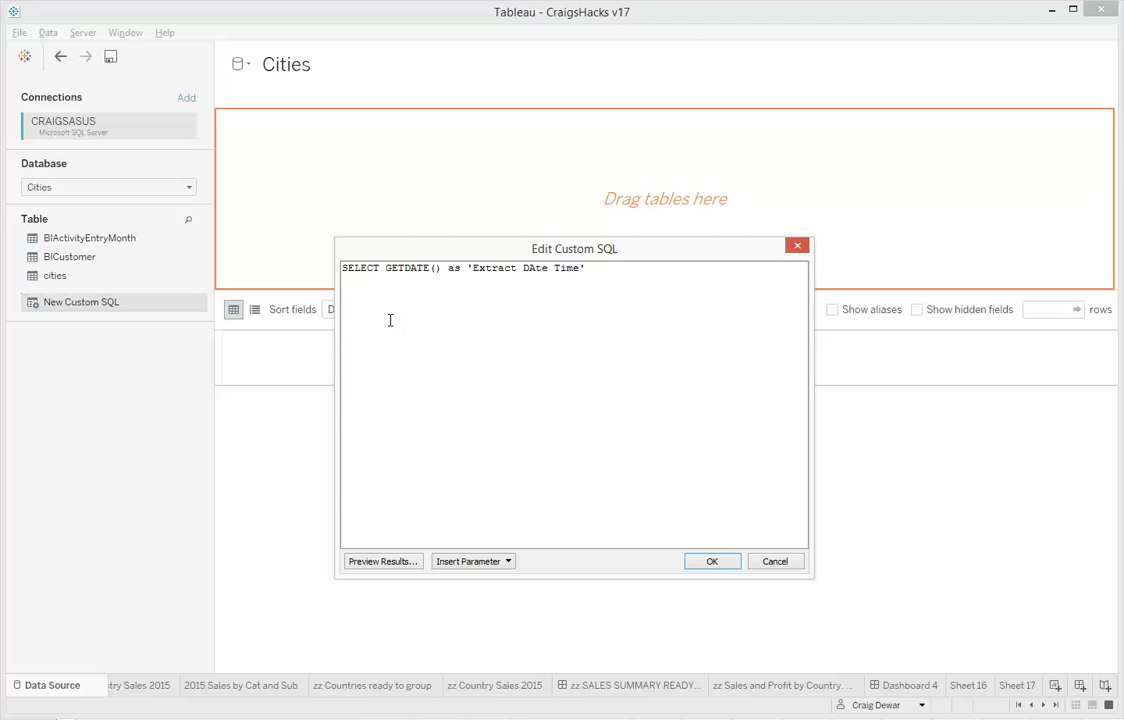 Tableau - CraigsHacks v17
File Data Server Window Help
Connections Add
CRAIGSASUS
Microsoft SQL Server
Database
Cities
Table
BIActivityEntryMonth
BICustomer
cities
New Custom SQL
Cities
Drag tables here
Sort fields D
Show aliases Show hidden fields rows
Edit Custom SQL
SELECT GETDATE() as 'Extract DAte Time'
Preview Results... Insert Parameter OK Cancel
Data Source ntry Sales 2015 2015 Sales by Cat and Sub zz Countries ready to group zz Country Sales 2015 zz SALES SUMMARY READY... zz Sales and Profit by Country, ... Dashboard 4 Sheet 16 Sheet 17
Craig Dewar